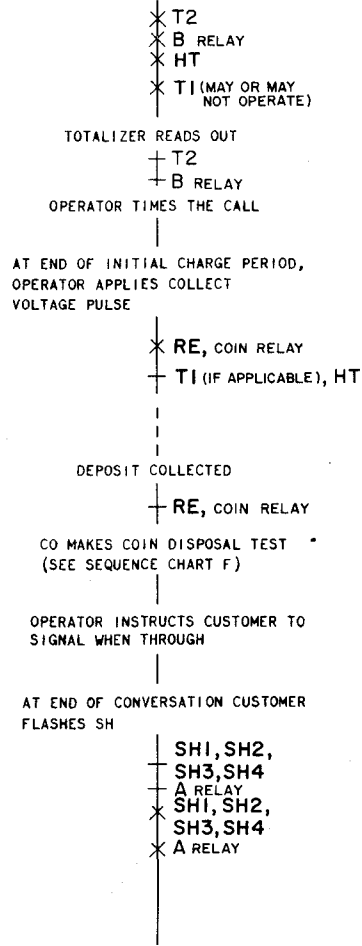 T2
B RELAY
HT
T1 (MAY OR MAY
NOT OPERATE)
TOTALIZER READS OUT
T2
B RELAY
OPERATOR TIMES THE CALL
AT END OF INITIAL CHARGE PERIOD,
OPERATOR APPLIES COLLECT
VOLTAGE PULSE
RE, COIN RELAY
T1 (IF APPLICABLE), HT
DEPOSIT COLLECTED
RE, COIN RELAY
CO MAKES COIN DISPOSAL TEST
(SEE SEQUENCE CHART F)
OPERATOR INSTRUCTS CUSTOMER TO
SIGNAL WHEN THROUGH
AT END OF CONVERSATION CUSTOMER
FLASHES SH
SH1, SH2,
SH3, SH4
A RELAY
SH1, SH2,
SH3, SH4
A RELAY